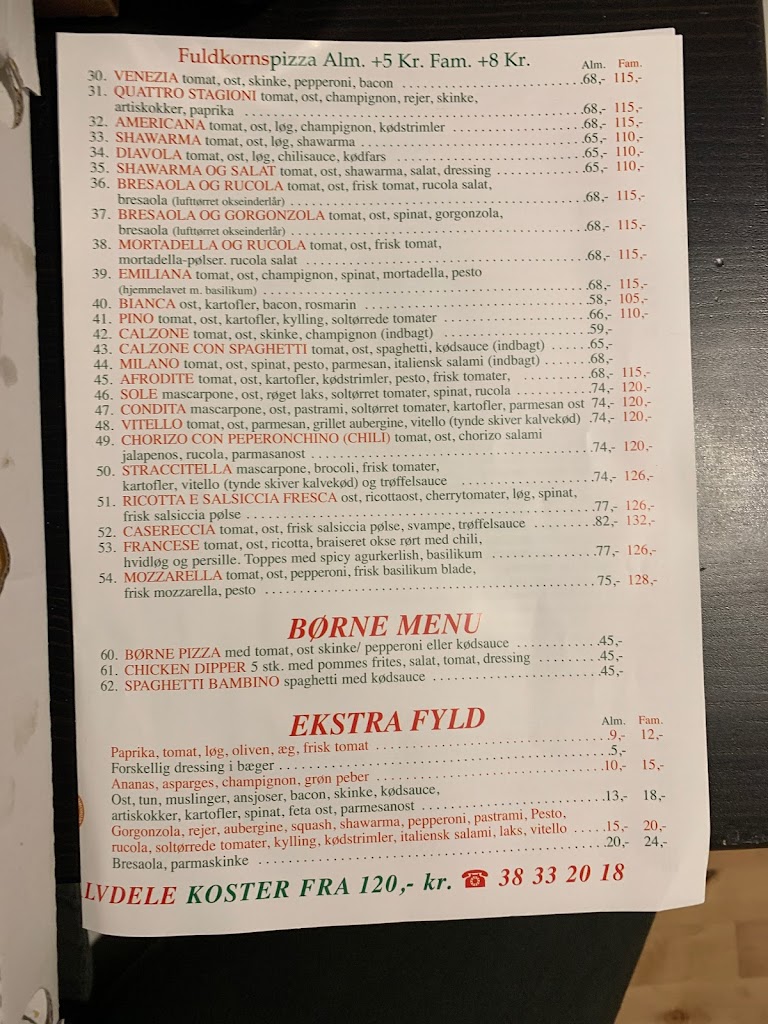 Fuldkornspizza Alm. +5 Kr. Fam. +8 Kr.
Alm. Fam.
30. VENEZIA tomat, ost, skinke, pepperoni, bacon 68,- 115,-
31. QUATTRO STAGIONI tomat, ost, champignon, rejer, skinke,
artiskokker, paprika 68,- 115,-
32. AMERICANA tomat, ost, løg, champignon, kødstrimler 68,- 115,-
33. SHAWARMA tomat, ost, løg, shawarma 65,- 110,-
34. DIAVOLA tomat, ost, løg, chilisauce, kødfars 65,- 110,-
35. SHAWARMA OG SALAT tomat, ost, shawarma, salat, dressing 65,- 110,-
36. BRESAOLA OG RUCOLA tomat, ost, frisk tomat, rucola salat,
bresaola (lufttørret okseinderlår) 68,- 115,-
37. BRESAOLA OG GORGONZOLA tomat, ost, spinat, gorgonzola,
bresaola (lufttørret okseinderlår) 68,- 115,-
38. MORTADELLA OG RUCOLA tomat, ost, frisk tomat,
mortadella-pølser. rucola salat 68,- 115,-
39. EMILIANA tomat, ost, champignon, spinat, mortadella, pesto
(hjemmelavet m. basilikum) 68,- 115,-
40. BIANCA ost, kartofler, bacon, rosmarin 58,- 105,-
41. PINO tomat, ost, kartofler, kylling, soltørrede tomater 66,- 110,-
42. CALZONE tomat, ost, skinke, champignon (indbagt) 59,-
43. CALZONE CON SPAGHETTI tomat, ost, spaghetti, kødsauce (indbagt) 65,-
44. MILANO tomat, ost, spinat, pesto, parmesan, italiensk salami (indbagt) 68,-
45. AFRODITE tomat, ost, kartofler, kødstrimler, pesto, frisk tomater, 68,- 115,-
46. SOLE mascarpone, ost, røget laks, soltørret tomater, spinat, rucola 74,- 120,-
47. CONDITA mascarpone, ost, pastrami, soltørret tomater, kartofler, parmesan ost 74,- 120,-
48. VITELLO tomat, ost, parmesan, grillet aubergine, vitello (tynde skiver kalvekød) 74,- 120,-
49. CHORIZO CON PEPERONCHINO (CHILI) tomat, ost, chorizo salami
jalapenos, rucola, parmasanost 74,- 120,-
50. STRACCITELLA mascarpone, brocoli, frisk tomater,
kartofler, vitello (tynde skiver kalvekød) og trøffelsauce 74,- 126,-
51. RICOTTA E SALSICCIA FRESCA ost, ricottaost, cherrytomater, løg, spinat,
frisk salsiccia pølse 77,- 126,-
52. CASERECCIA tomat, ost, frisk salsiccia pølse, svampe, trøffelsauce 82,- 132,-
53. FRANCESE tomat, ost, ricotta, braiseret okse rørt med chili,
hvidløg og persille. Toppes med spicy agurkerlish, basilikum 77,- 126,-
54. MOZZARELLA tomat, ost, pepperoni, frisk basilikum blade,
frisk mozzarella, pesto 75,- 128,-
BØRNE MENU
60. BØRNE PIZZA med tomat, ost skinke/ pepperoni eller kødsauce 45,-
61. CHICKEN DIPPER 5 stk. med pommes frites, salat, tomat, dressing 45,-
62. SPAGHETTI BAMBINO spaghetti med kødsauce 45,-
EKSTRA FYLD
Alm. Fam.
Paprika, tomat, løg, oliven, æg, frisk tomat 9,- 12,-
Forskellig dressing i bæger 5,-
Ananas, asparges, champignon, grøn peber 10,- 15,-
Ost, tun, muslinger, ansjoser, bacon, skinke, kødsauce,
artiskokker, kartofler, spinat, feta ost, parmesanost 13,- 18,-
Gorgonzola, rejer, aubergine, squash, shawarma, pepperoni, pastrami, Pesto,
rucola, soltørrede tomater, kylling, kødstrimler, italiensk salami, laks, vitello 15,- 20,-
Bresaola, parmaskinke 20,- 24,-
LVDELE KOSTER FRA 120,- kr. ☎ 38 33 20 18